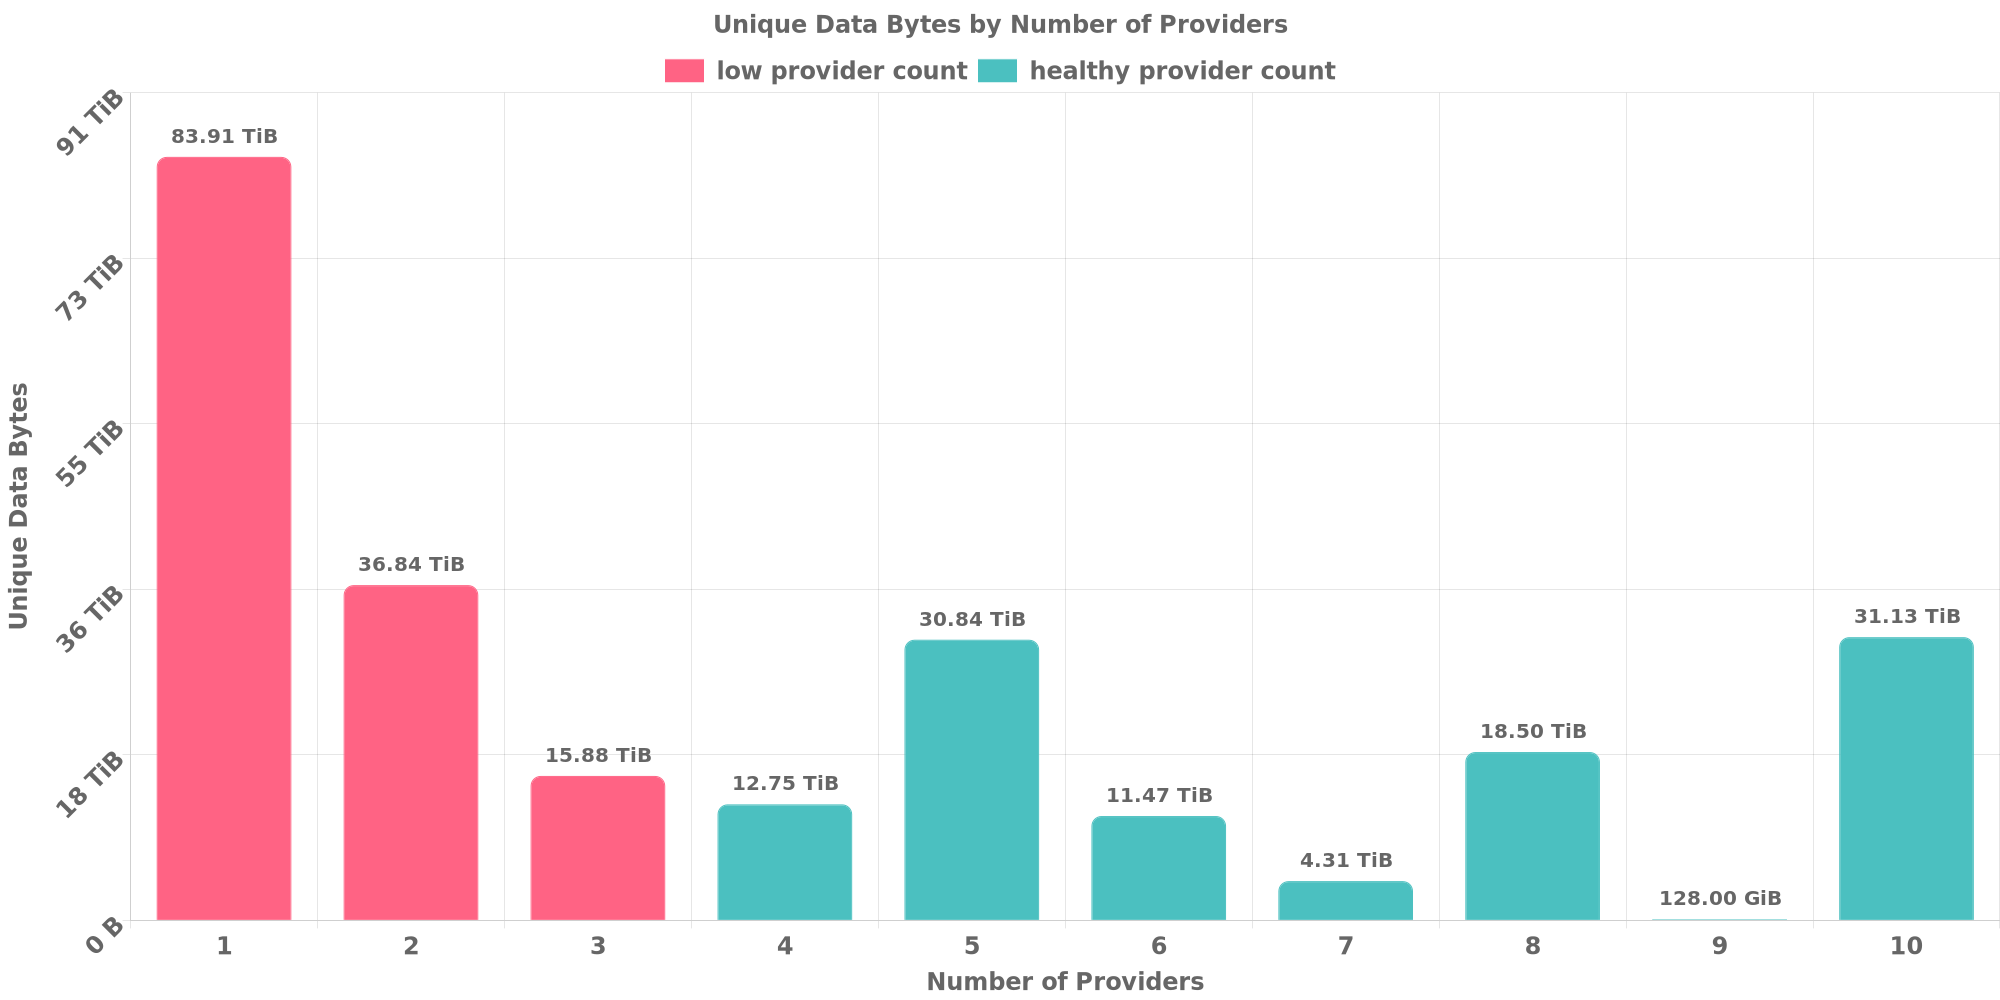 Unique Data Bytes by Number of Providers
low provider count healthy provider count
91 TiB
73 TiB
55 TiB
36 TiB
18 TiB
0 B
Unique Data Bytes
83.91 TiB
36.84 TiB
15.88 TiB
12.75 TiB
30.84 TiB
11.47 TiB
4.31 TiB
18.50 TiB
128.00 GiB
31.13 TiB
1 2 3 4 5 6 7 8 9 10
Number of Providers